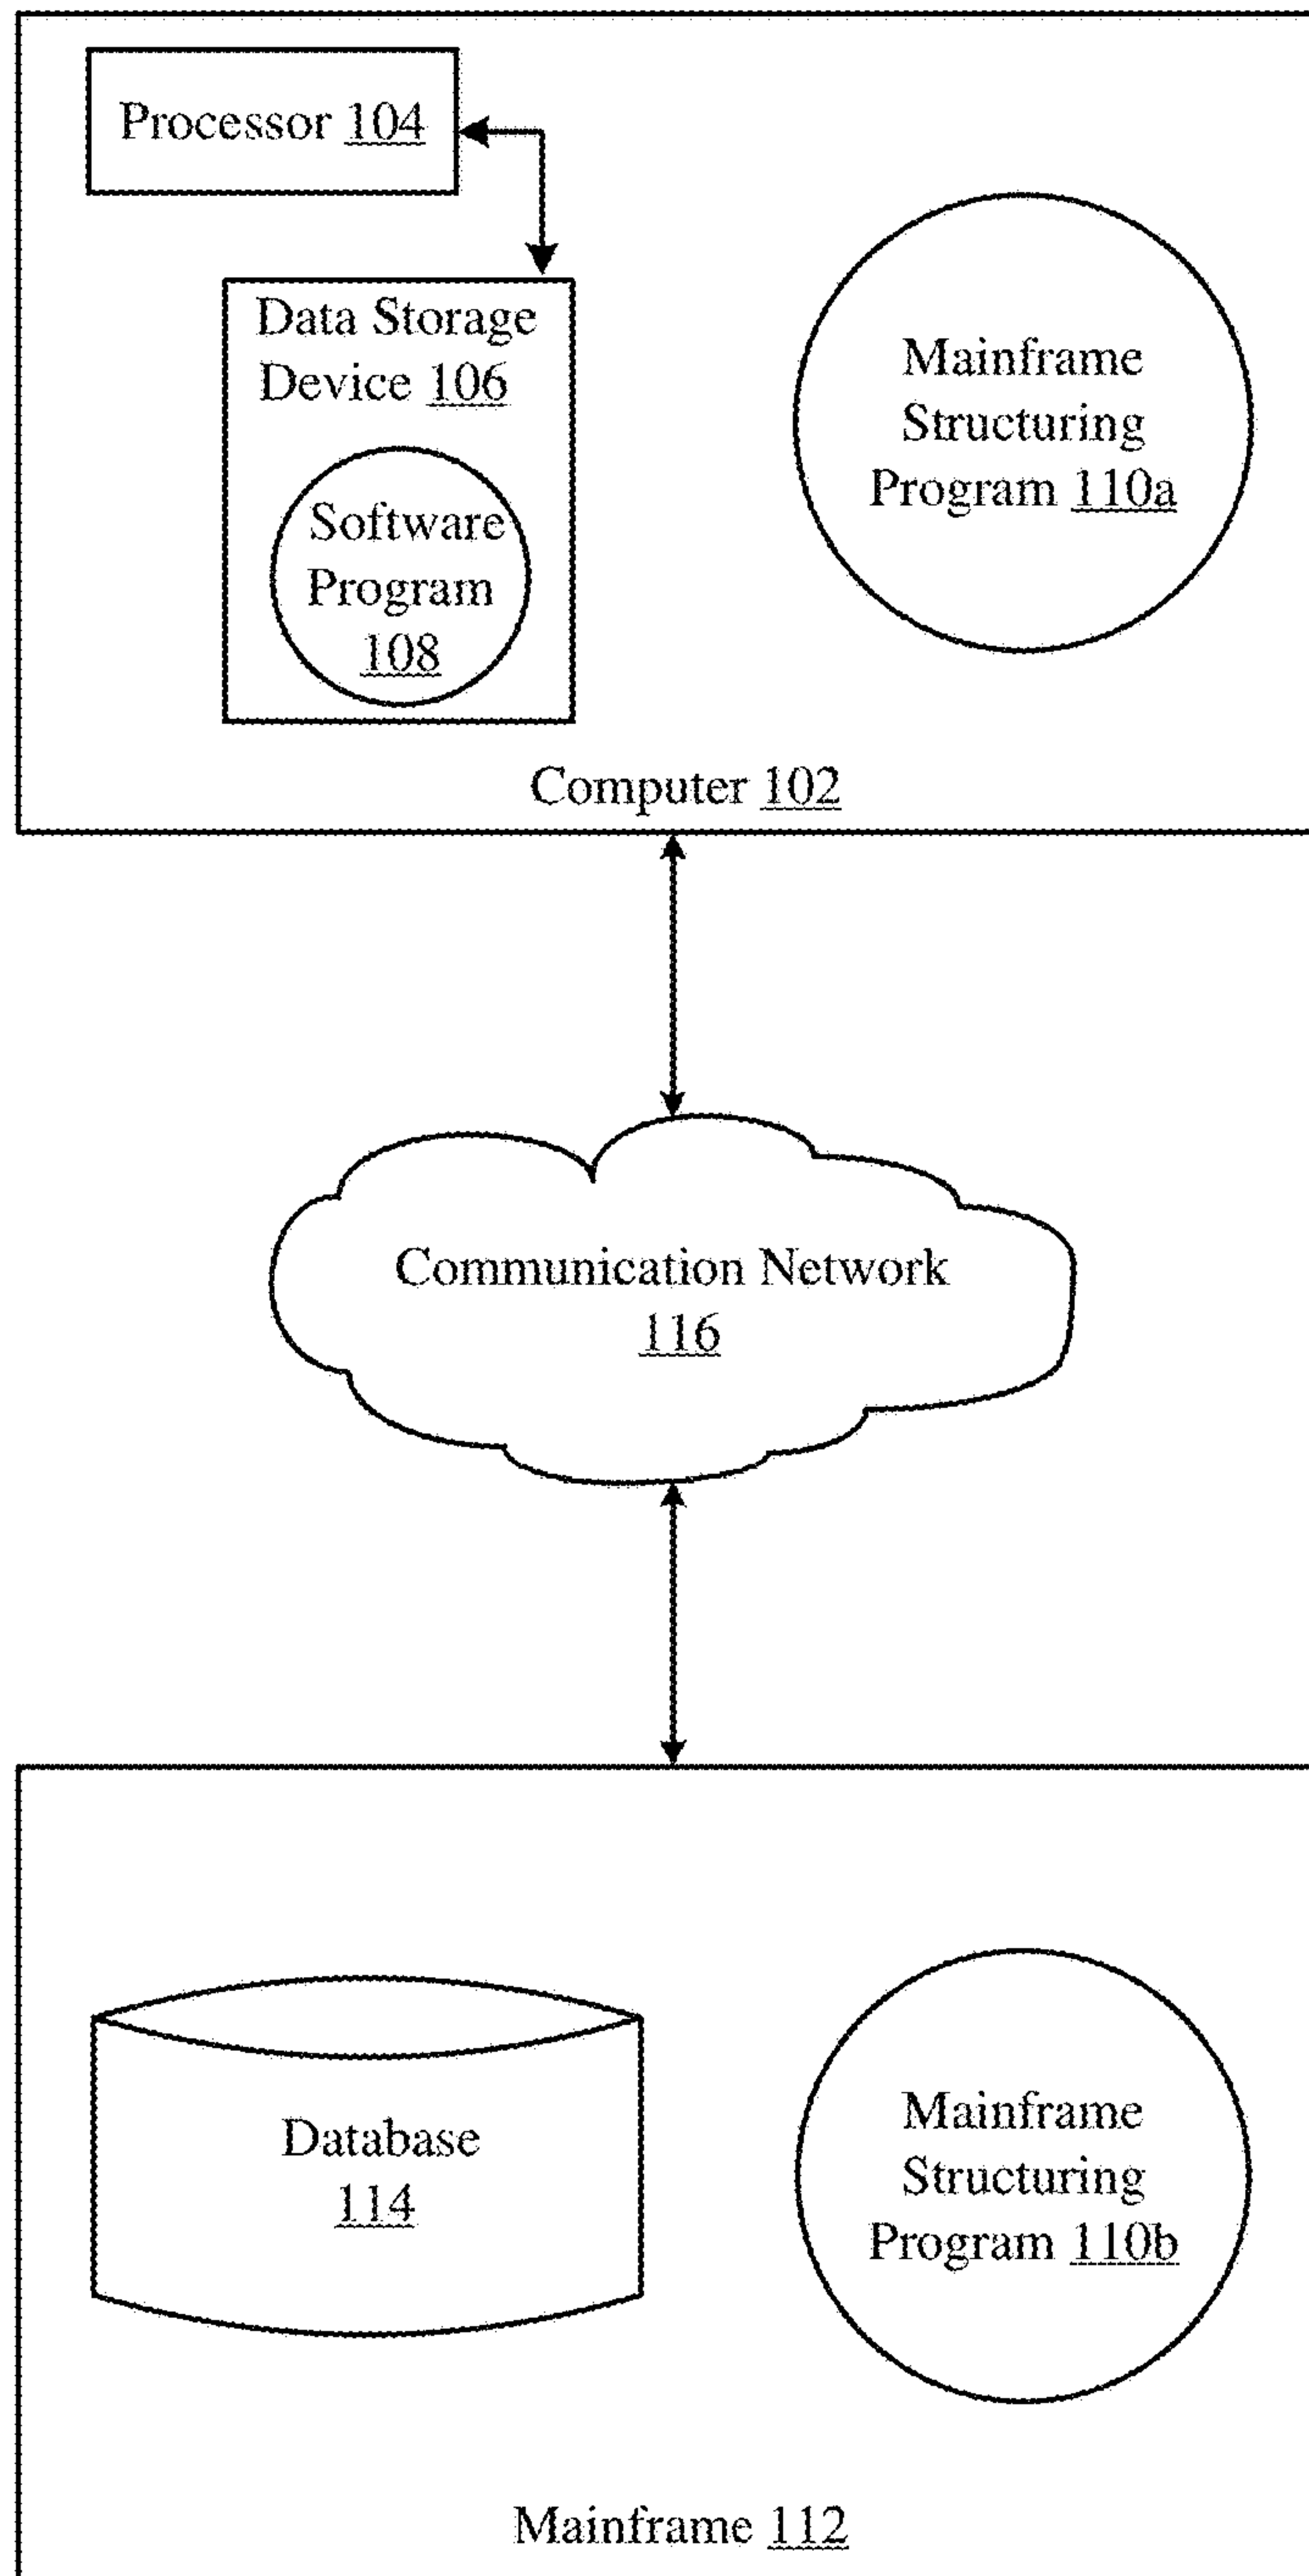 Processor 104
Data Storage
Device 106
Software
Program
108
Mainframe
Structuring
Program 110a
Computer 102
Communication Network
116
Database
114
Mainframe
Structuring
Program 110b
Mainframe 112